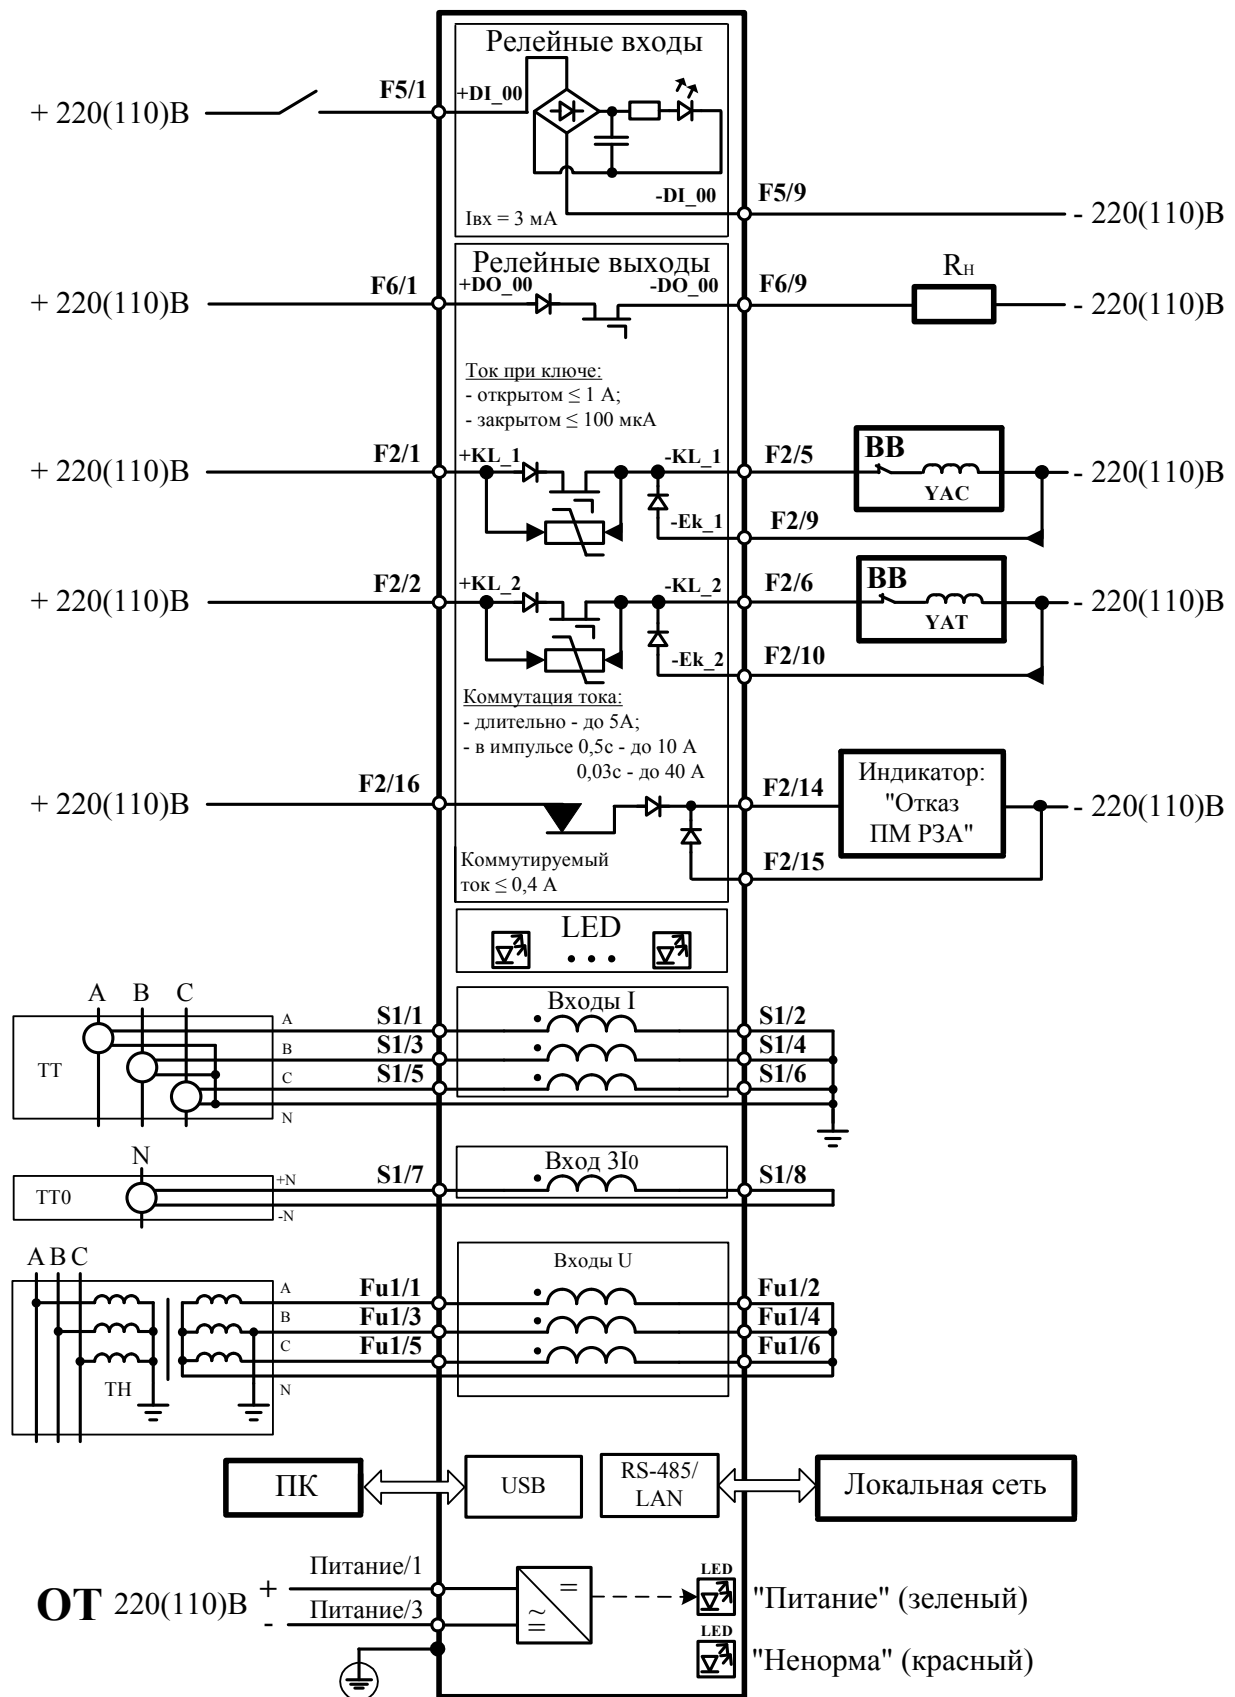 Релейные входы
+ 220(110)В
F5/1
+DI_00
-DI_00
F5/9
- 220(110)В
Iвх = 3 мА
Релейные выходы
+ 220(110)В
F6/1
+DO_00
-DO_00
F6/9
Rн
- 220(110)В
Ток при ключе:
- открытом ≤ 1 А;
- закрытом ≤ 100 мкА
+ 220(110)В
F2/1
+KL_1
-KL_1
F2/5
ВВ
YAC
- 220(110)В
-Ek_1
F2/9
+ 220(110)В
F2/2
+KL_2
-KL_2
F2/6
ВВ
YAT
- 220(110)В
-Ek_2
F2/10
Коммутация тока:
- длительно - до 5А;
- в импульсе 0,5с - до 10 А
0,03с - до 40 А
+ 220(110)В
F2/16
F2/14
Индикатор:
"Отказ
ПМ РЗА"
- 220(110)В
F2/15
Коммутируемый
ток ≤ 0,4 А
LED
A B C
Входы I
ТТ
A
S1/1
S1/2
B
S1/3
S1/4
C
S1/5
S1/6
N
N
Вход 3I0
ТТ0
+N
S1/7
S1/8
-N
A B C
Входы U
A
Fu1/1
Fu1/2
B
Fu1/3
Fu1/4
C
Fu1/5
Fu1/6
ТН
N
ПК
USB
RS-485/
LAN
Локальная сеть
ОТ 220(110)В
+
Питание/1
-
Питание/3
=
~
=
LED
"Питание" (зеленый)
LED
"Ненорма" (красный)